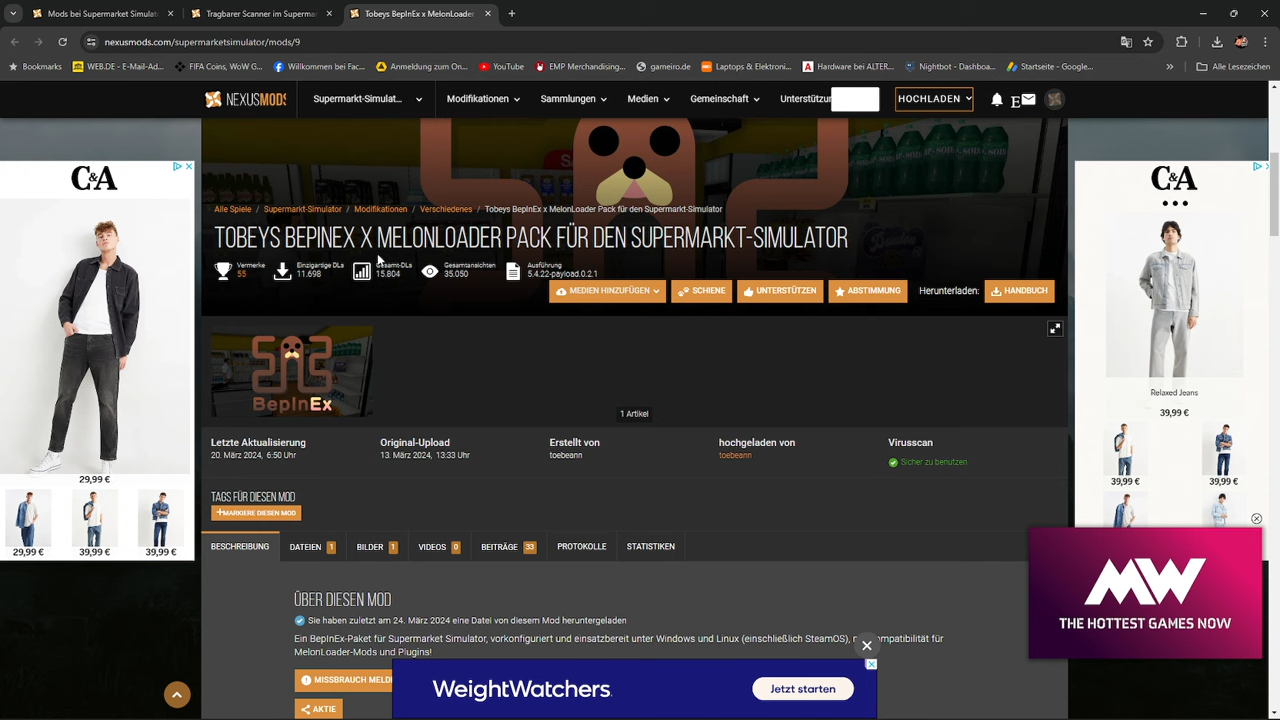 Mods bei Supermarket Simulat
Tragbarer Scanner im Superm
Tobeys BepInEx x MelonLoader
nexusmods.com/supermarketsimulator/mods/9
Bookmarks
WEB.DE - E-Mail-Ad...
FIFA Coins, WoW G...
Willkommen bei Fac...
Anmeldung zum On...
YouTube
EMP Merchandising...
gameiro.de
Laptops & Elektroni...
Hardware bei ALTER...
Nightbot - Dashboa...
Startseite - Google...
»
Alle Lesezeichen
NEXUSMODS
Supermarkt-Simulat...
Modifikationen
Sammlungen
Medien
Gemeinschaft
Unterstützu
HOCHLADEN
E
Alle Spiele / Supermarkt-Simulator / Modifikationen / Verschiedenes / Tobeys BepInEx x MelonLoader Pack für den Supermarkt-Simulator
TOBEYS BEPINEX X MELONLOADER PACK FÜR DEN SUPERMARKT-SIMULATOR
Vermerke
55
Einzigartige DLs
11.698
Gesamt-DLs
15.804
Gesamtansichten
35.050
Ausführung
5.4.22-payload.0.2.1
MEDIEN HINZUFÜGEN
SCHIENE
UNTERSTÜTZEN
ABSTIMMUNG
Herunterladen:
HANDBUCH
BepInEx
1 Artikel
Letzte Aktualisierung
20. März 2024, 6:50 Uhr
Original-Upload
13. März 2024, 13:33 Uhr
Erstellt von
toebeann
hochgeladen von
toebeann
Virusscan
Sicher zu benutzen
TAGS FÜR DIESEN MOD
+MARKIERE DIESEN MOD
BESCHREIBUNG
DATEIEN 1
BILDER 1
VIDEOS 0
BEITRÄGE 33
PROTOKOLLE
STATISTIKEN
ÜBER DIESEN MOD
Sie haben zuletzt am 24. März 2024 eine Datei von diesem Mod heruntergeladen
Ein BepInEx-Paket für Supermarket Simulator, vorkonfiguriert und einsatzbereit unter Windows und Linux (einschließlich SteamOS), kompatibilität für
MelonLoader-Mods und Plugins!
MISSBRAUCH MELD
AKTIE
C&A
29,99 €
29,99 €
39,99 €
39,99 €
C&A
Relaxed Jeans
39,99 €
39,99 €
39,99 €
MW
THE HOTTEST GAMES NOW
WeightWatchers
Jetzt starten